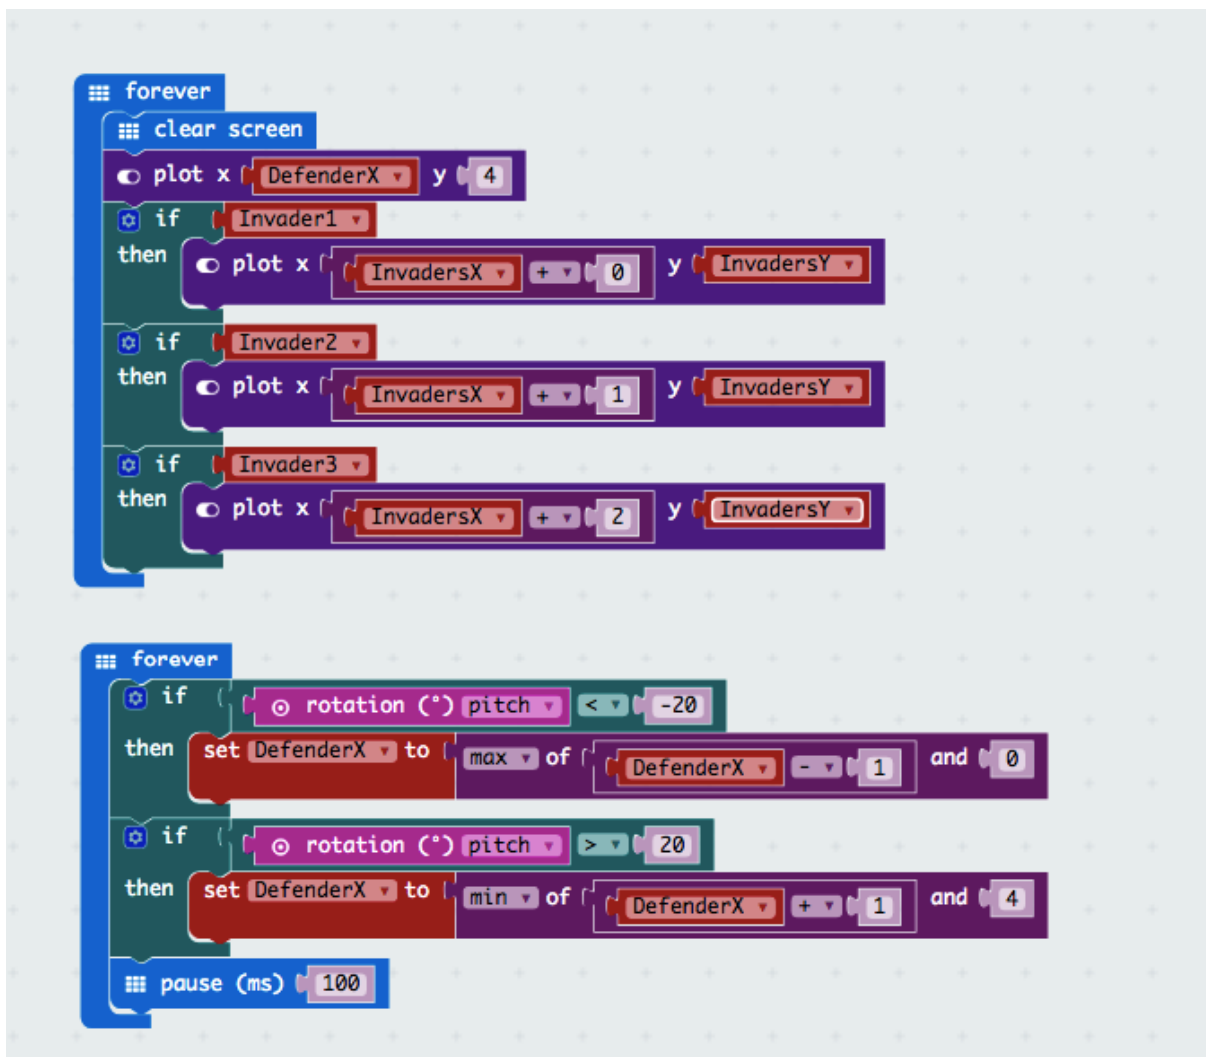 forever
clear screen
plot x DefenderX y 4
if Invader1
then plot x InvadersX + 0 y InvadersY
if Invader2
then plot x InvadersX + 1 y InvadersY
if Invader3
then plot x InvadersX + 2 y InvadersY
forever
if rotation (°) pitch < -20
then set DefenderX to max of DefenderX - 1 and 0
if rotation (°) pitch > 20
then set DefenderX to min of DefenderX + 1 and 4
pause (ms) 100